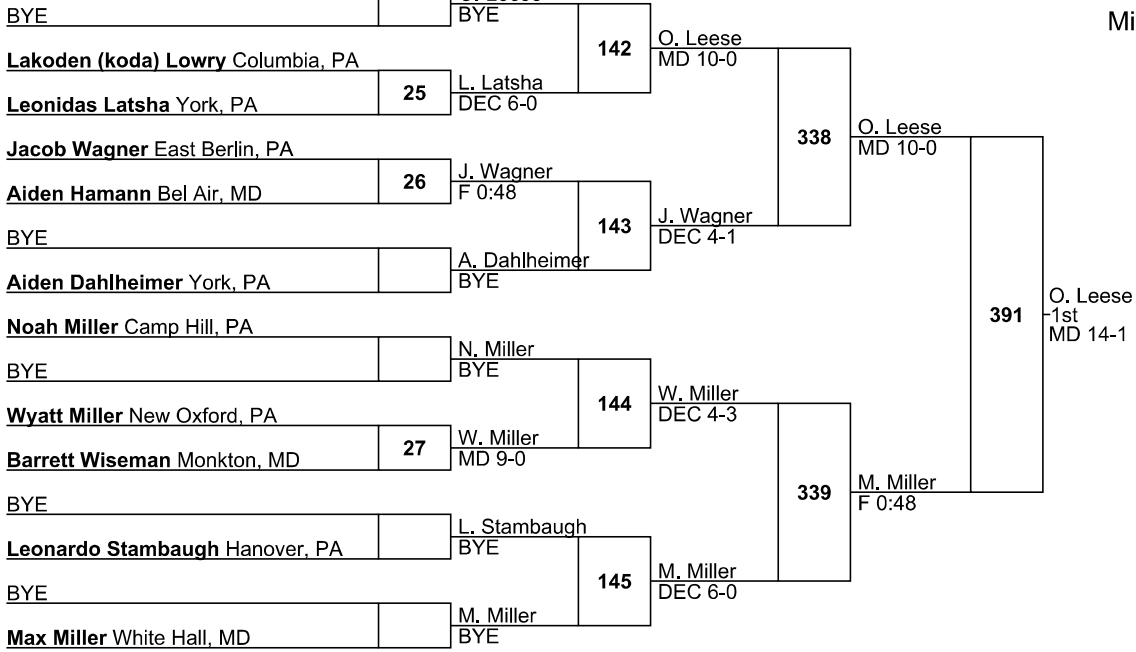 BYE
BYE
Mi
Lakoden (koda) Lowry Columbia, PA
142
O. Leese
MD 10-0
25
L. Latsha
DEC 6-0
Leonidas Latsha York, PA
338
O. Leese
MD 10-0
Jacob Wagner East Berlin, PA
26
J. Wagner
F 0:48
Aiden Hamann Bel Air, MD
143
J. Wagner
DEC 4-1
BYE
A. Dahlheimer
BYE
Aiden Dahlheimer York, PA
391
O. Leese
1st
MD 14-1
Noah Miller Camp Hill, PA
N. Miller
BYE
BYE
144
W. Miller
DEC 4-3
Wyatt Miller New Oxford, PA
27
W. Miller
MD 9-0
Barrett Wiseman Monkton, MD
339
M. Miller
F 0:48
BYE
L. Stambaugh
BYE
Leonardo Stambaugh Hanover, PA
145
M. Miller
DEC 6-0
BYE
M. Miller
BYE
Max Miller White Hall, MD